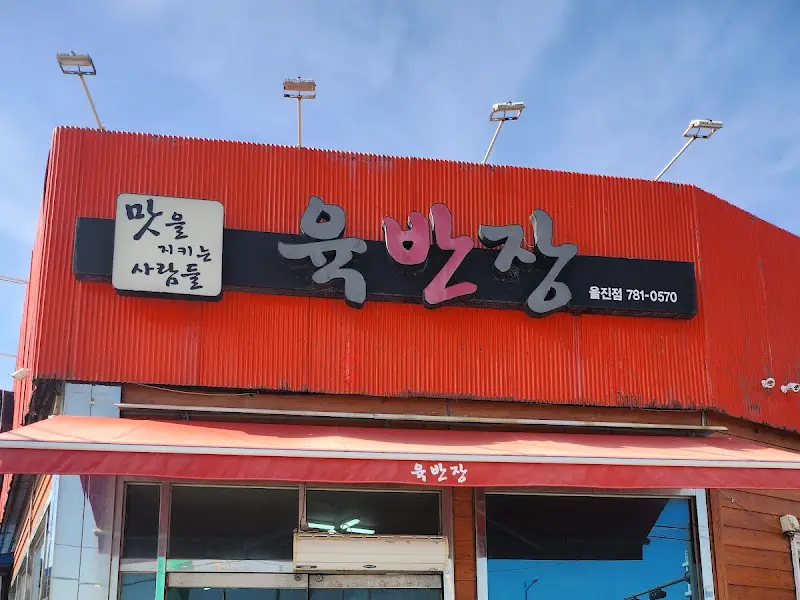 맛을
지키는
사람들
육반장
울진점 781-0570
육반장